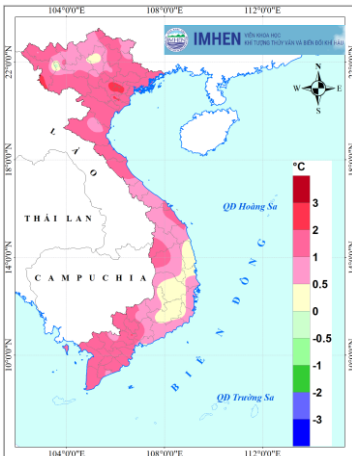 104°0'0"E 108°0'0"E 112°0'0"E
IMHEN
VIỆN KHOA HỌC
KHÍ TƯỢNG THỦY VĂN VÀ BIẾN ĐỔI KHÍ HẬU
22°0'0"N
N
W E
S
18°0'0"N
LÀO
°C
3
QĐ Hoàng Sa
2
THÁI LAN
1
14°0'0"N
0.5
CAMPUCHIA
0
-0.5
BIỂN ĐÔNG
10°0'0"N
-1
-2
QĐ Trường Sa
-3
104°0'0"E 108°0'0"E 112°0'0"E